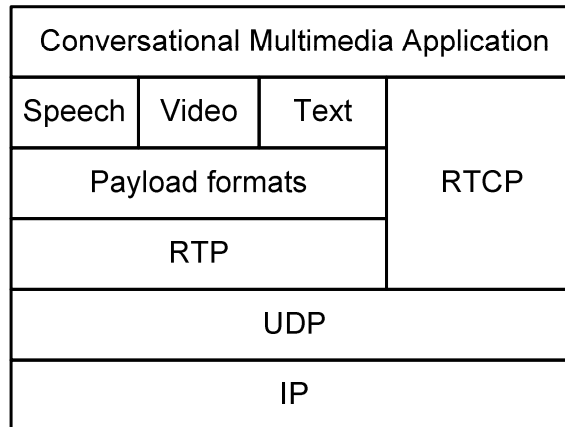 Conversational Multimedia Application
Speech Video Text
Payload formats
RTCP
RTP
UDP
IP